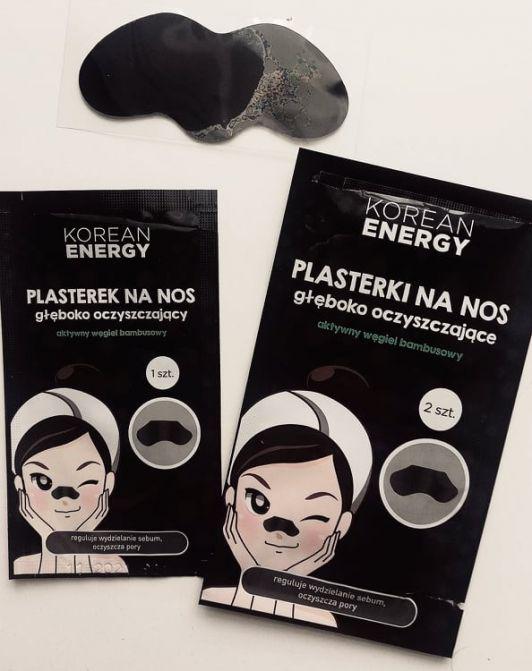 KOREAN
ENERGY
PLASTEREK NA NOS
głęboko oczyszczający
aktywny węgiel bambusowy
1 szt.
reguluje wydzielanie sebum,
oczyszcza pory
KOREAN
ENERGY
PLASTERKI NA NOS
głęboko oczyszczające
aktywny węgiel bambusowy
2 szt.
reguluje wydzielanie sebum,
oczyszcza pory